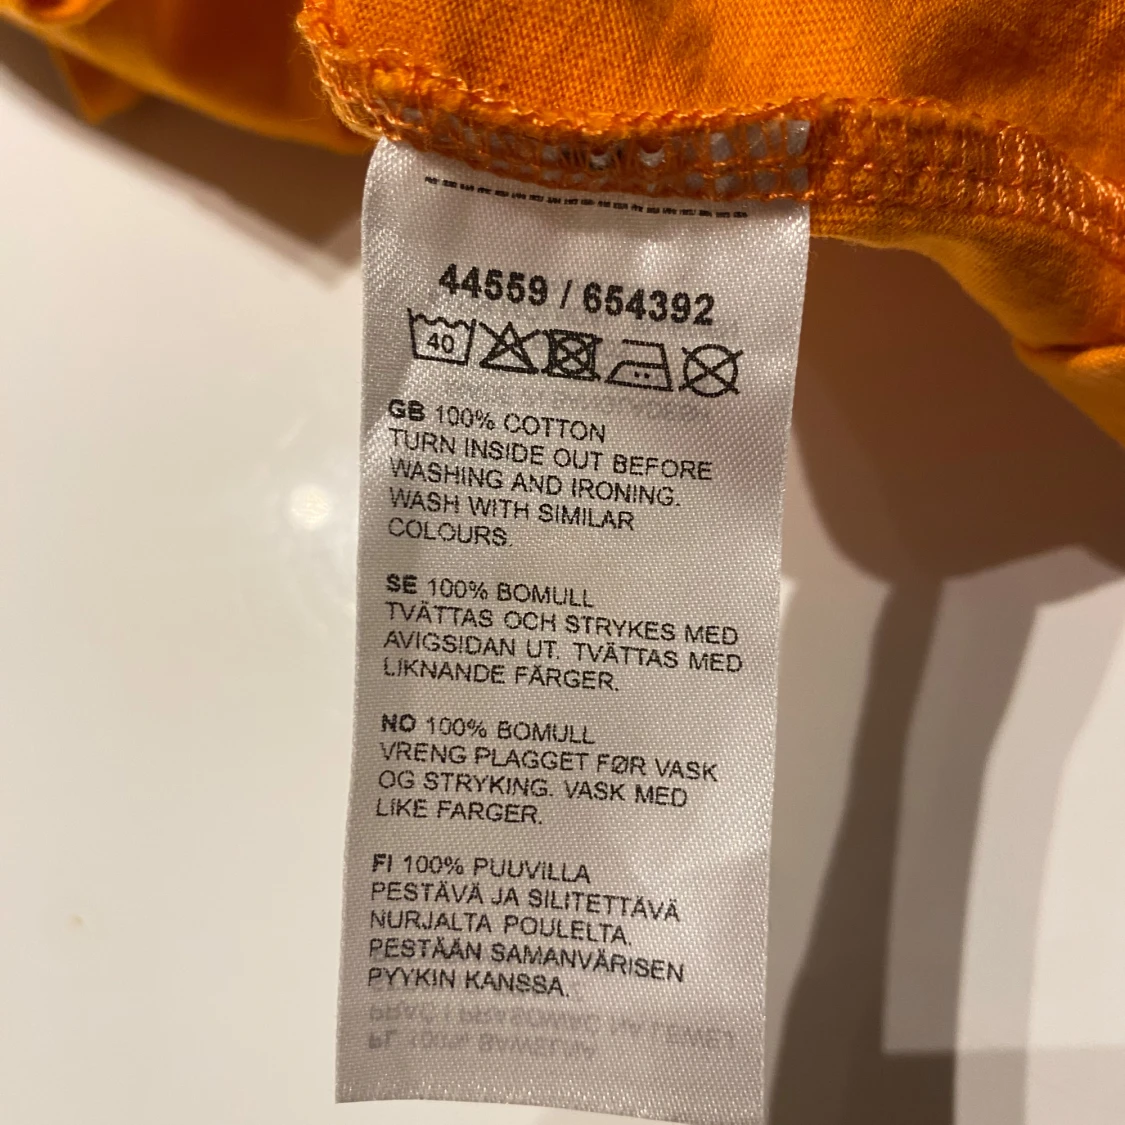 44559 / 654392
40
GB 100% COTTON
TURN INSIDE OUT BEFORE
WASHING AND IRONING.
WASH WITH SIMILAR
COLOURS.
SE 100% BOMULL
TVÄTTAS OCH STRYKES MED
AVIGSIDAN UT. TVÄTTAS MED
LIKNANDE FÄRGER.
NO 100% BOMULL
VRENG PLAGGET FØR VASK
OG STRYKING. VASK MED
LIKE FARGER.
FI 100% PUUVILLA
PESTÄVÄ JA SILITETTÄVÄ
NURJALTA POULELTA.
PESTÄÄN SAMANVÄRISEN
PYYKIN KANSSA.